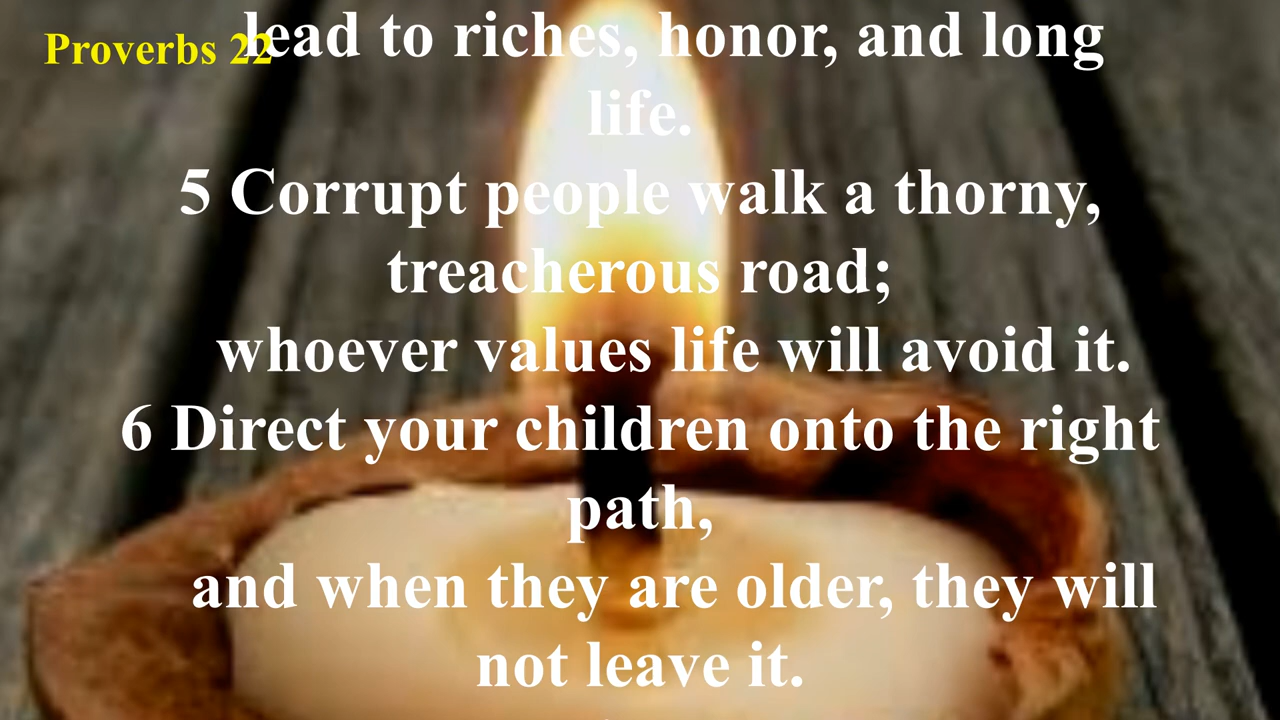 Proverbs 22
lead to riches, honor, and long
life.
5 Corrupt people walk a thorny,
treacherous road;
whoever values life will avoid it.
6 Direct your children onto the right
path,
and when they are older, they will
not leave it.